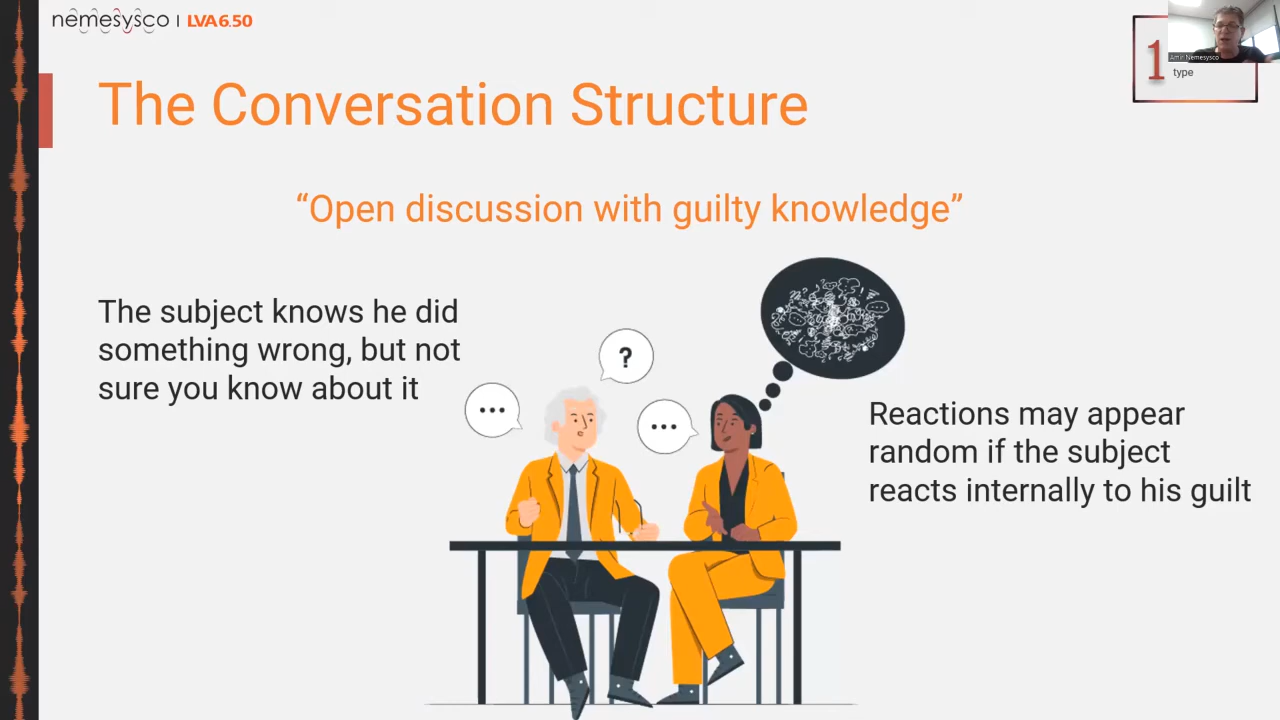 nemesysco | LVA6.50
Amir Nemesysco
1
type
The Conversation Structure
“Open discussion with guilty knowledge”
The subject knows he did
something wrong, but not
sure you know about it
?
Reactions may appear
random if the subject
reacts internally to his guilt